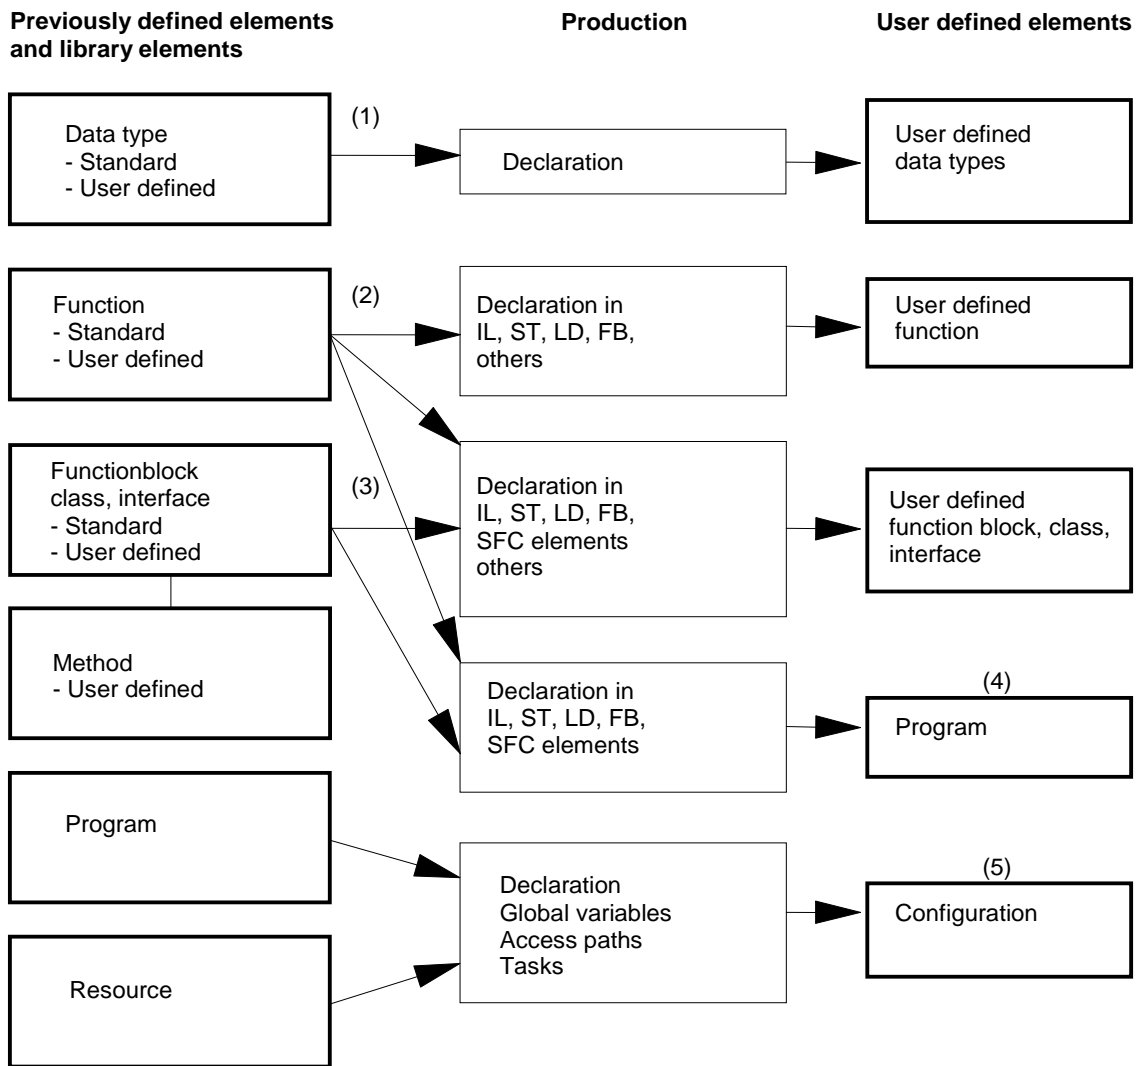 Previously defined elements
and library elements
Production
User defined elements
Data type
- Standard
- User defined
(1)
Declaration
User defined
data types
Function
- Standard
- User defined
(2)
Declaration in
IL, ST, LD, FB,
others
User defined
function
Functionblock
class, interface
- Standard
- User defined
(3)
Declaration in
IL, ST, LD, FB,
SFC elements
others
User defined
function block, class,
interface
Method
- User defined
Declaration in
IL, ST, LD, FB,
SFC elements
(4)
Program
Program
Declaration
Global variables
Access paths
Tasks
(5)
Configuration
Resource